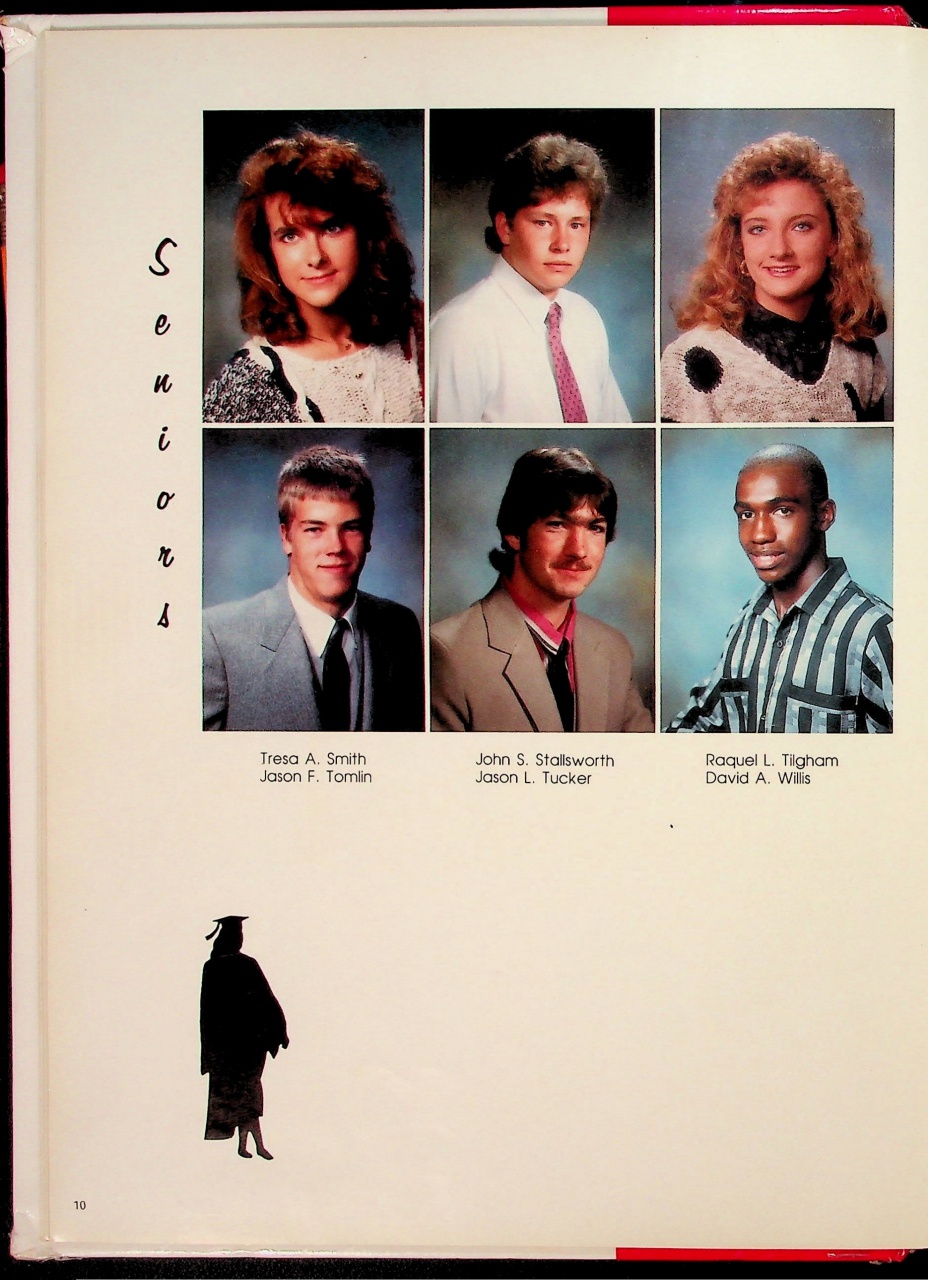 Seniors
Tresa A. Smith
Jason F. Tomlin
John S. Stallsworth
Jason L. Tucker
Raquel L. Tilgham
David A. Willis
10